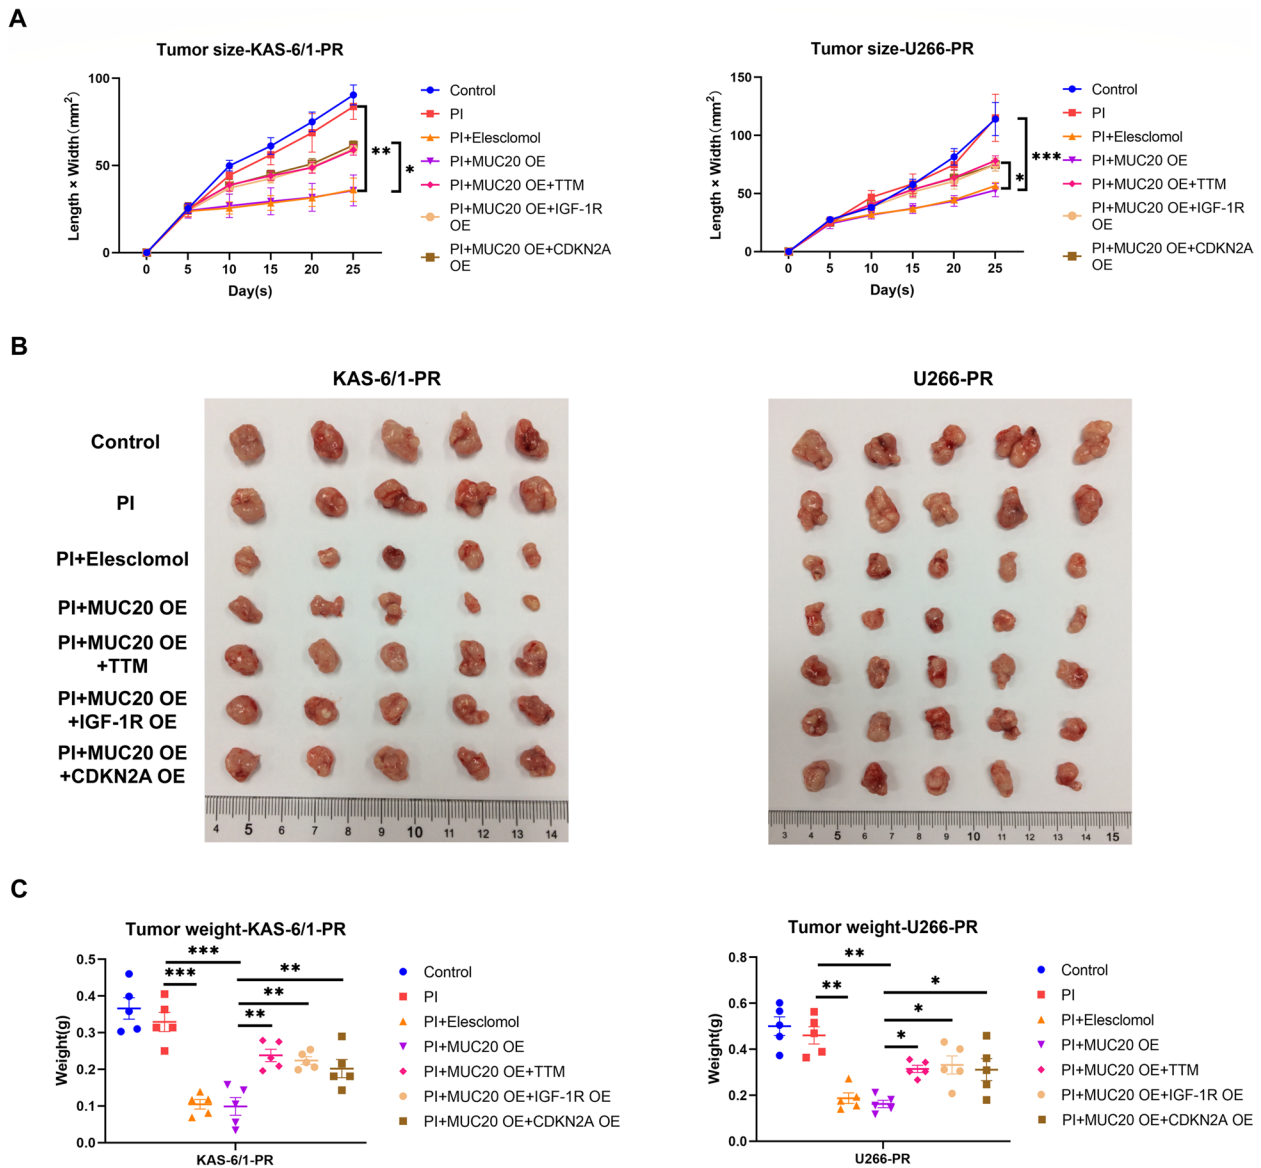 A
Tumor size-KAS-6/1-PR
Length × Width(mm²)
100
50
0
0 5 10 15 20 25
Day(s)
** *
Control
PI
PI+Elesclomol
PI+MUC20 OE
PI+MUC20 OE+TTM
PI+MUC20 OE+IGF-1R
OE
PI+MUC20 OE+CDKN2A
OE
Tumor size-U266-PR
Length × Width(mm²)
150
100
50
0
0 5 10 15 20 25
Day(s)
* ***
Control
PI
PI+Elesclomol
PI+MUC20 OE
PI+MUC20 OE+TTM
PI+MUC20 OE+IGF-1R
OE
PI+MUC20 OE+CDKN2A
OE
B
KAS-6/1-PR
U266-PR
Control
PI
PI+Elesclomol
PI+MUC20 OE
PI+MUC20 OE
+TTM
PI+MUC20 OE
+IGF-1R OE
PI+MUC20 OE
+CDKN2A OE
4 5 6 7 8 9 10 11 12 13 14
3 4 5 6 7 8 9 10 11 12 13 14 15
C
Tumor weight-KAS-6/1-PR
Weight(g)
0.5
0.4
0.3
0.2
0.1
0.0
***
***
**
**
**
KAS-6/1-PR
Control
PI
PI+Elesclomol
PI+MUC20 OE
PI+MUC20 OE+TTM
PI+MUC20 OE+IGF-1R OE
PI+MUC20 OE+CDKN2A OE
Tumor weight-U266-PR
Weight(g)
0.8
0.6
0.4
0.2
0.0
**
**
*
*
*
U266-PR
Control
PI
PI+Elesclomol
PI+MUC20 OE
PI+MUC20 OE+TTM
PI+MUC20 OE+IGF-1R OE
PI+MUC20 OE+CDKN2A OE